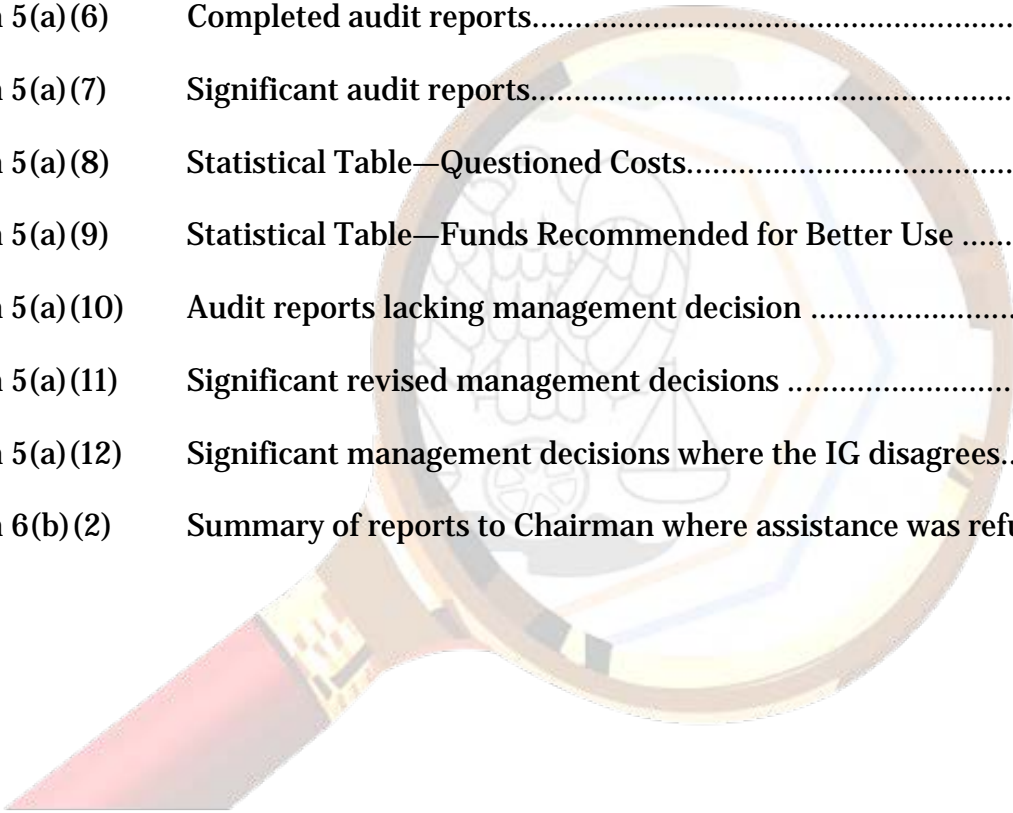 n 5(a)(6) Completed audit reports....................................................................
n 5(a)(7) Significant audit reports....................................................................
n 5(a)(8) Statistical Table—Questioned Costs.............................................
n 5(a)(9) Statistical Table—Funds Recommended for Better Use ......
n 5(a)(10) Audit reports lacking management decision ...........................
n 5(a)(11) Significant revised management decisions ..............................
n 5(a)(12) Significant management decisions where the IG disagrees..
n 6(b)(2) Summary of reports to Chairman where assistance was refu